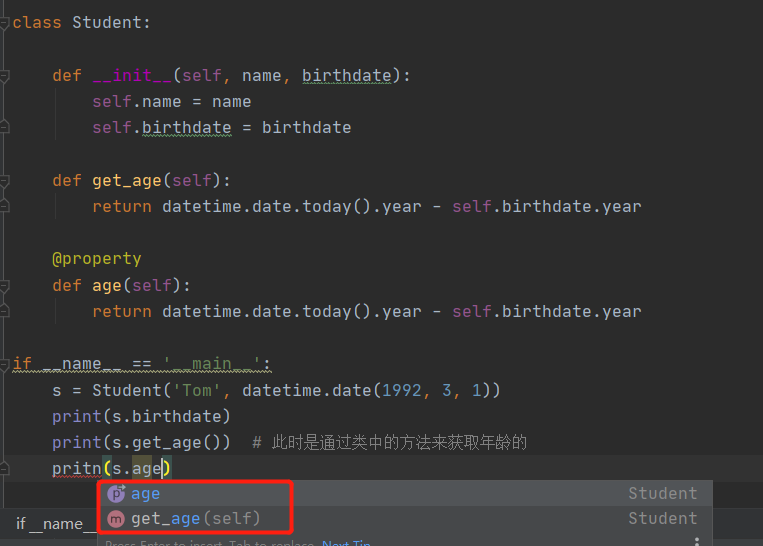 class Student:
def __init__(self, name, birthdate):
self.name = name
self.birthdate = birthdate
def get_age(self):
return datetime.date.today().year - self.birthdate.year
@property
def age(self):
return datetime.date.today().year - self.birthdate.year
if __name__ == '__main__':
s = Student('Tom', datetime.date(1992, 3, 1))
print(s.birthdate)
print(s.get_age())  # 此时是通过类中的方法来获取年龄的
pritn(s.age)
p age Student
m get_age(self) Student
if __name__
Press Enter to insert, Tab to replace Next Tip